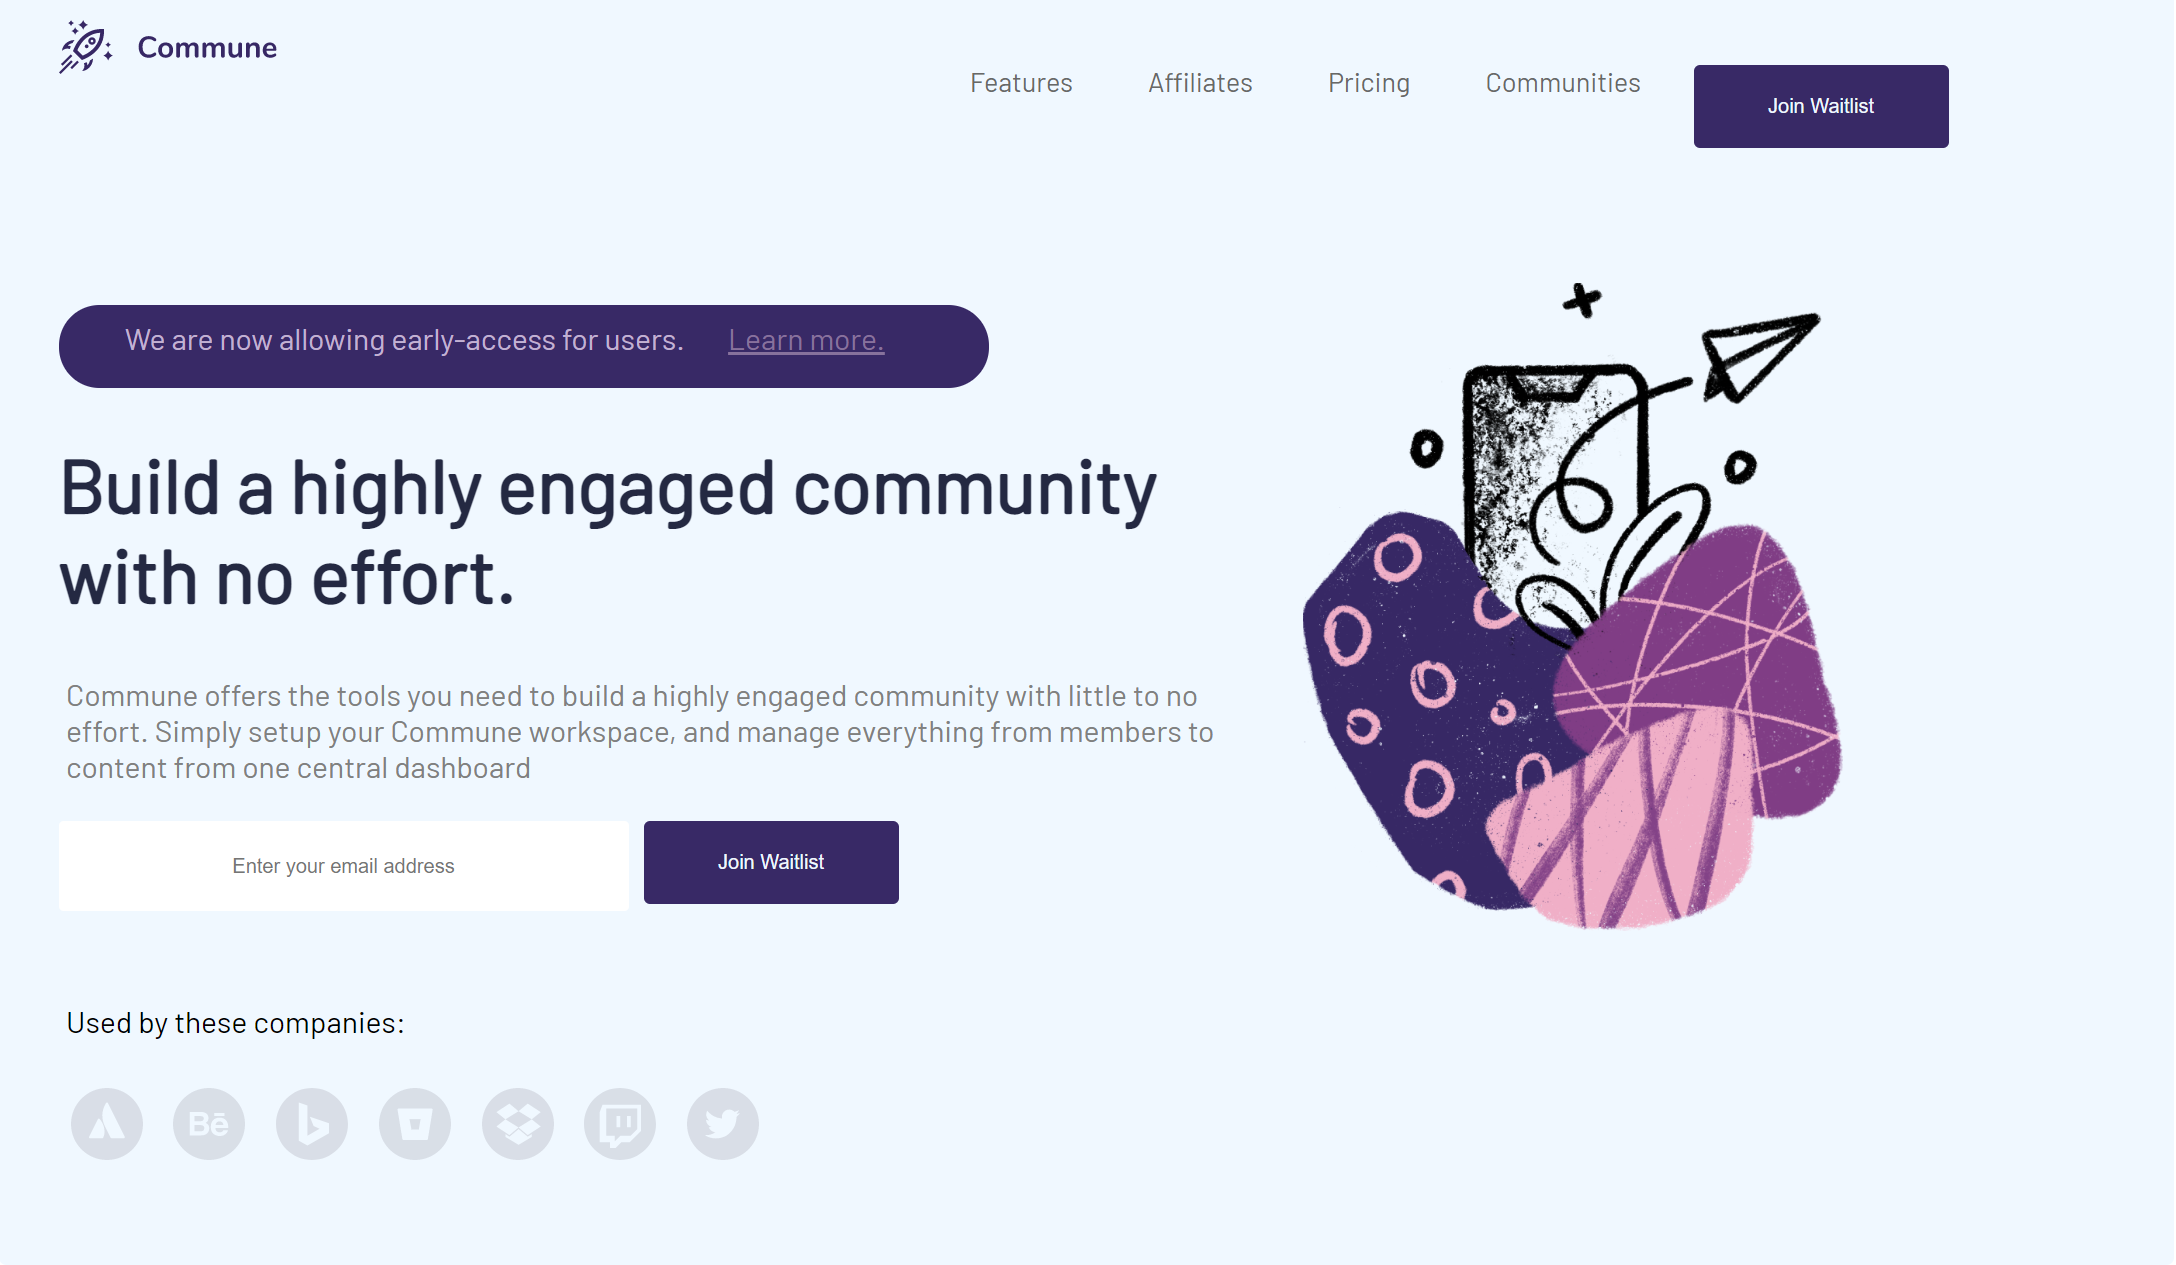 Commune
Features
Affiliates
Pricing
Communities
Join Waitlist
We are now allowing early-access for users.
Learn more.
Build a highly engaged community
with no effort.
Commune offers the tools you need to build a highly engaged community with little to no
effort. Simply setup your Commune workspace, and manage everything from members to
content from one central dashboard
Enter your email address
Join Waitlist
Used by these companies:
Bē